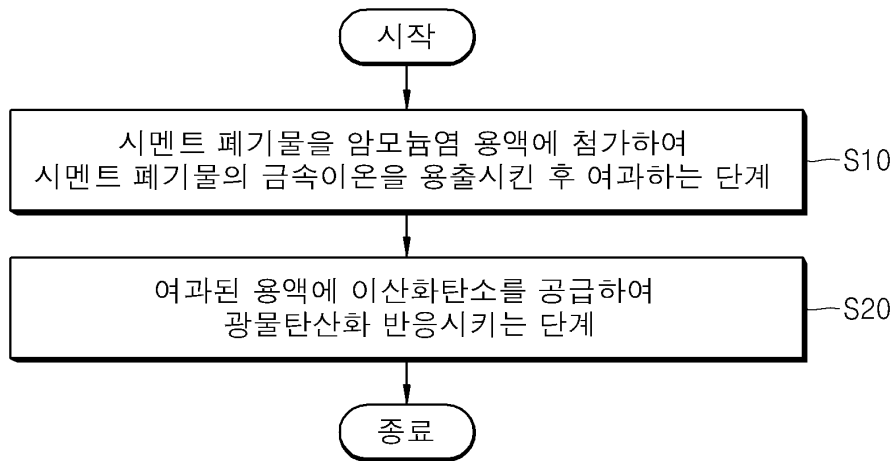 시작
시멘트 폐기물을 암모늄염 용액에 첨가하여
시멘트 폐기물의 금속이온을 용출시킨 후 여과하는 단계
S10
여과된 용액에 이산화탄소를 공급하여
광물탄산화 반응시키는 단계
S20
종료